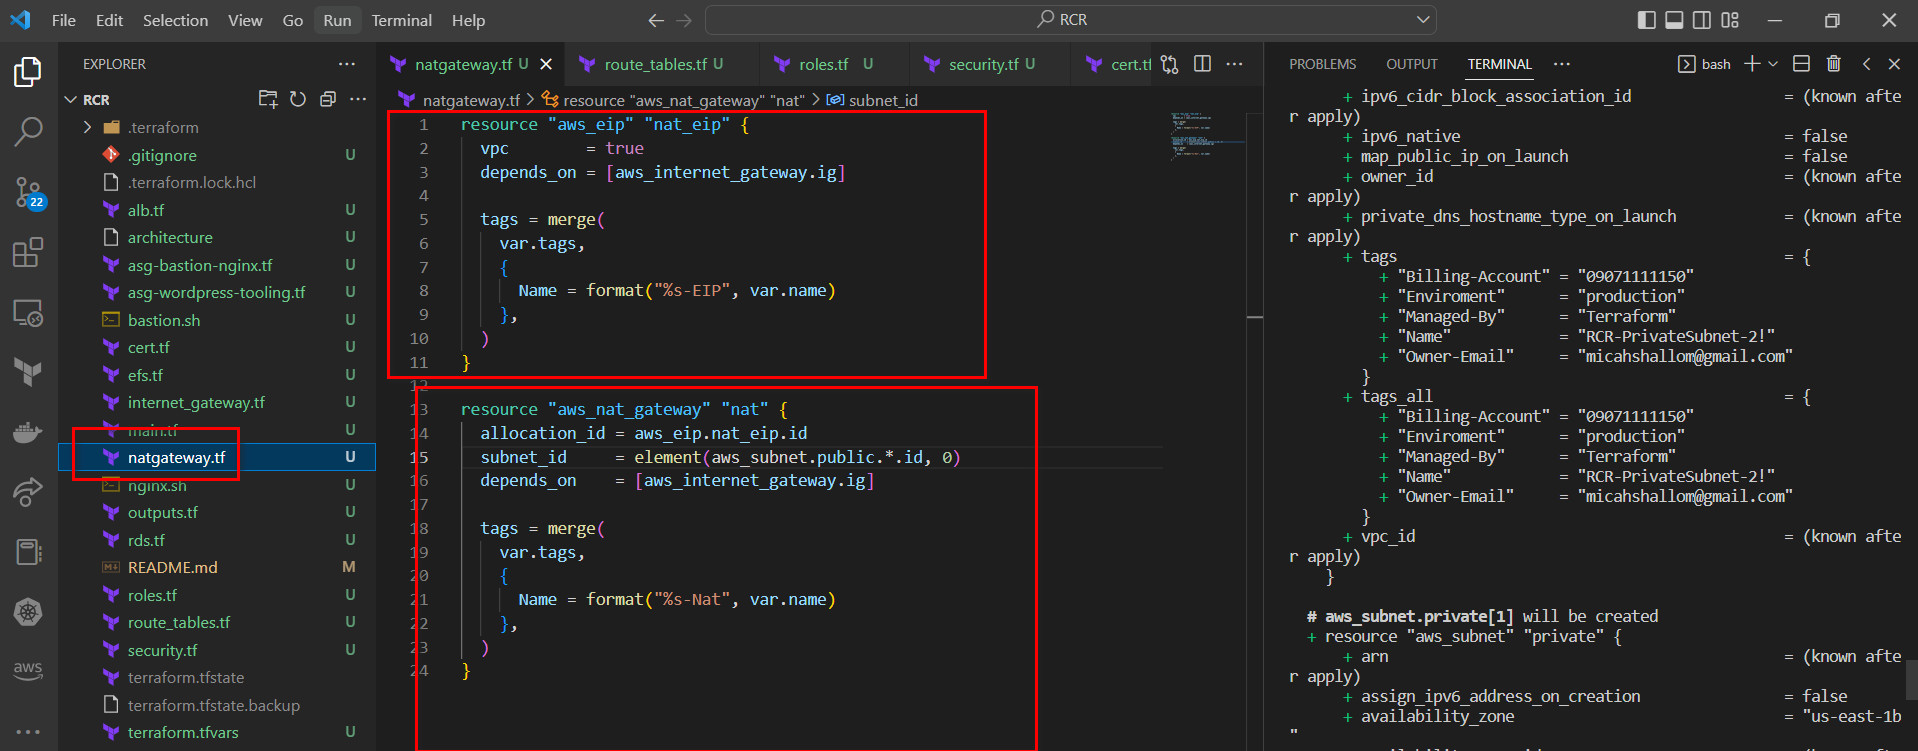 File Edit Selection View Go Run Terminal Help
RCR
EXPLORER
RCR
.terraform
.gitignore U
.terraform.lock.hcl
alb.tf U
architecture U
asg-bastion-nginx.tf U
asg-wordpress-tooling.tf U
bastion.sh U
cert.tf U
efs.tf U
internet_gateway.tf U
main.tf U
natgateway.tf U
nginx.sh U
outputs.tf U
rds.tf U
README.md M
roles.tf U
route_tables.tf U
security.tf U
terraform.tfstate
terraform.tfstate.backup
terraform.tfvars U
22
aws
natgateway.tf U route_tables.tf U roles.tf U security.tf U cert.tf
natgateway.tf > resource "aws_nat_gateway" "nat" > subnet_id
1 resource "aws_eip" "nat_eip" {
2 vpc = true
3 depends_on = [aws_internet_gateway.ig]
4
5 tags = merge(
6 var.tags,
7 {
8 Name = format("%s-EIP", var.name)
9 },
10 )
11 }
12
13 resource "aws_nat_gateway" "nat" {
14 allocation_id = aws_eip.nat_eip.id
15 subnet_id = element(aws_subnet.public.*.id, 0)
16 depends_on = [aws_internet_gateway.ig]
17
18 tags = merge(
19 var.tags,
20 {
21 Name = format("%s-Nat", var.name)
22 },
23 )
24 }
PROBLEMS OUTPUT TERMINAL
bash
+ ipv6_cidr_block_association_id = (known afte
r apply)
+ ipv6_native = false
+ map_public_ip_on_launch = false
+ owner_id = (known afte
r apply)
+ private_dns_hostname_type_on_launch = (known afte
r apply)
+ tags = {
+ "Billing-Account" = "09071111150"
+ "Enviroment" = "production"
+ "Managed-By" = "Terraform"
+ "Name" = "RCR-PrivateSubnet-2!"
+ "Owner-Email" = "micahshallom@gmail.com"
}
+ tags_all = {
+ "Billing-Account" = "09071111150"
+ "Enviroment" = "production"
+ "Managed-By" = "Terraform"
+ "Name" = "RCR-PrivateSubnet-2!"
+ "Owner-Email" = "micahshallom@gmail.com"
}
+ vpc_id = (known afte
r apply)
}
# aws_subnet.private[1] will be created
+ resource "aws_subnet" "private" {
+ arn = (known afte
r apply)
+ assign_ipv6_address_on_creation = false
+ availability_zone = "us-east-1b
"